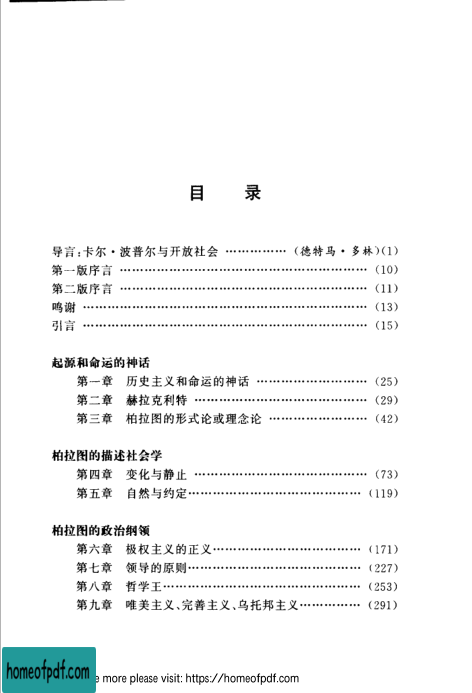 目 录
导言:卡尔·波普尔与开放社会 …………… (德特马·多林)(1)
第一版序言 …………………………………………………… (10)
第二版序言 …………………………………………………… (11)
鸣谢 …………………………………………………………… (13)
引言 …………………………………………………………… (15)
起源和命运的神话
第一章 历史主义和命运的神话 ……………………… (25)
第二章 赫拉克利特 …………………………………… (29)
第三章 柏拉图的形式论或理念论 …………………… (42)
柏拉图的描述社会学
第四章 变化与静止 …………………………………… (73)
第五章 自然与约定…………………………………… (119)
柏拉图的政治纲领
第六章 极权主义的正义……………………………… (171)
第七章 领导的原则…………………………………… (227)
第八章 哲学王………………………………………… (253)
第九章 唯美主义、完善主义、乌托邦主义…………… (291)
homeofpdf.com
e more please visit: https://homeofpdf.com